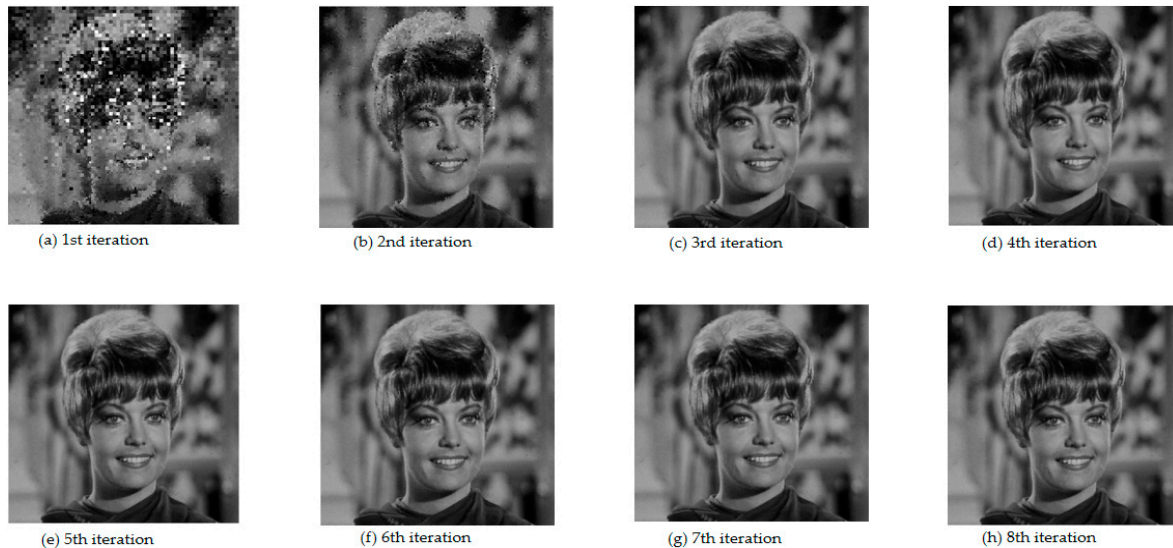 (a) 1st iteration
(b) 2nd iteration
(c) 3rd iteration
(d) 4th iteration
(e) 5th iteration
(f) 6th iteration
(g) 7th iteration
(h) 8th iteration